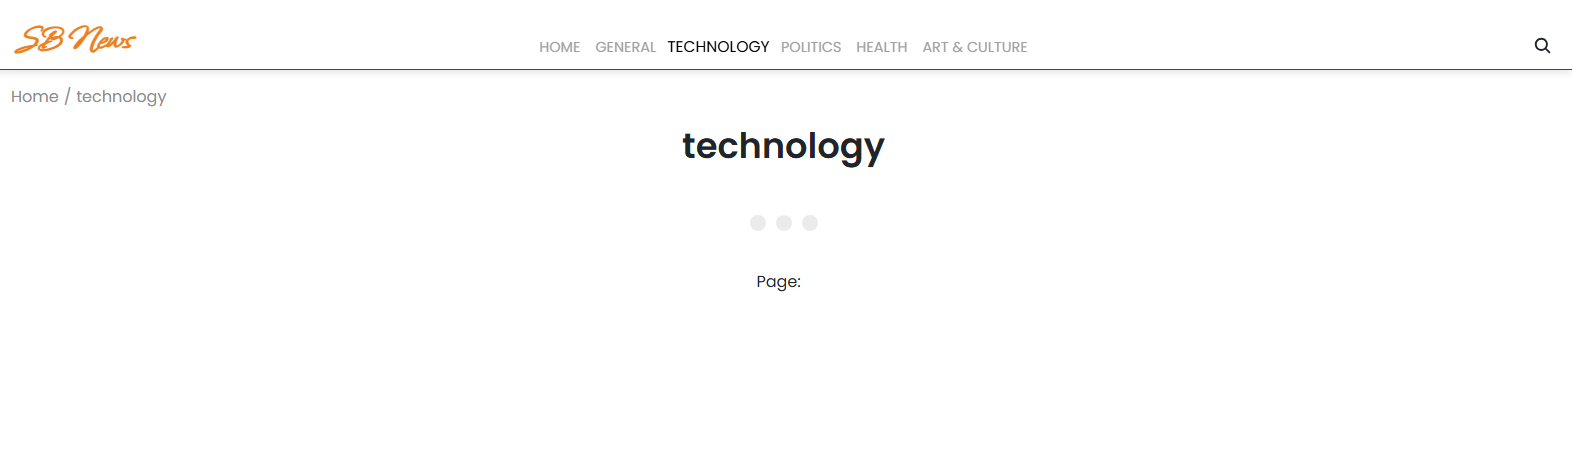 SB News
HOME GENERAL TECHNOLOGY POLITICS HEALTH ART & CULTURE
Home / technology
technology
Page: